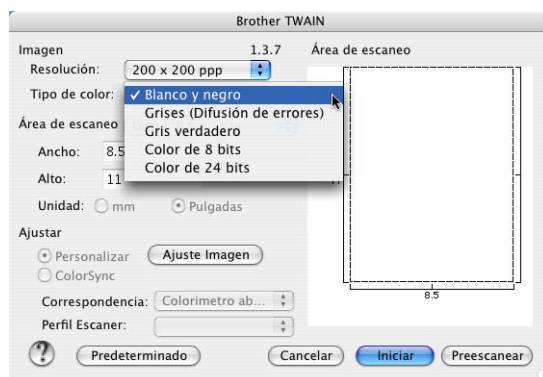 Brother TWAIN
Imagen 1.3.7 Área de escaneo
Resolución: 200 x 200 ppp
Tipo de color: ✓ Blanco y negro
Grises (Difusión de errores)
Gris verdadero
Color de 8 bits
Color de 24 bits
Área de escaneo
Ancho: 8.5
Alto: 11
Unidad: mm Pulgadas
8.5
Ajustar
Personalizar Ajuste Imagen
ColorSync
Correspondencia: Colorimetro ab...
Perfil Escaner:
? Predeterminado Cancelar Iniciar Preescanear